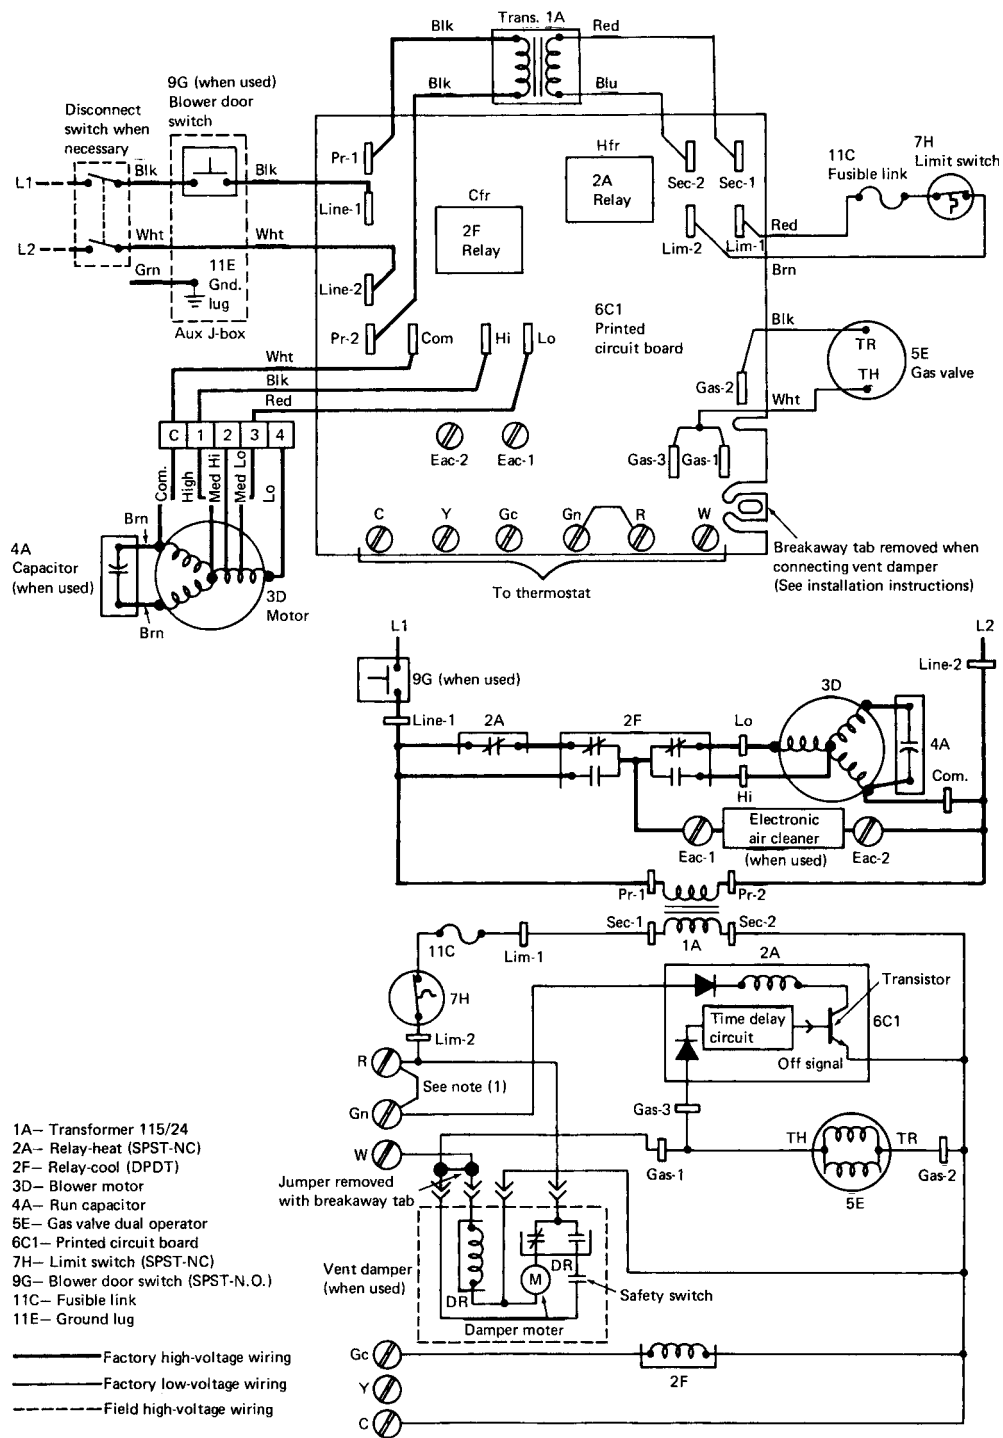 Trans. 1A
Blk
Red
Blk
Blu
9G (when used)
Blower door
switch
Disconnect
switch when
necessary
Blk
Blk
L1
L2
Wht
Wht
Grn
11E
Gnd.
lug
Aux J-box
Pr-1
Line-1
Line-2
Pr-2
Cfr
2F
Relay
Hfr
2A
Relay
Sec-2
Sec-1
Lim-2
Lim-1
11C
Fusible link
7H
Limit switch
Red
Brn
6C1
Printed
circuit board
Com
Hi
Lo
Blk
TR
TH
5E
Gas valve
Gas-2
Wht
Gas-3
Gas-1
Wht
Blk
Red
C
1
2
3
4
Com.
High
Med Hi
Med Lo
Lo
Eac-2
Eac-1
C
Y
Gc
Gn
R
W
To thermostat
Breakaway tab removed when
connecting vent damper
(See installation instructions)
Brn
4A
Capacitor
(when used)
Brn
3D
Motor
L1
L2
9G (when used)
Line-2
Line-1
2A
2F
Lo
3D
4A
Hi
Com.
Electronic
air cleaner
(when used)
Eac-1
Eac-2
Pr-1
Pr-2
Sec-1
Sec-2
1A
11C
Lim-1
2A
Transistor
7H
Time delay
circuit
6C1
Off signal
Lim-2
R
See note (1)
Gn
Gas-3
W
TH
TR
Gas-1
Gas-2
5E
Jumper removed
with breakaway tab
Vent damper
(when used)
DR
DR
M
Safety switch
Damper moter
Gc
2F
Y
C
1A— Transformer 115/24
2A— Relay-heat (SPST-NC)
2F— Relay-cool (DPDT)
3D— Blower motor
4A— Run capacitor
5E— Gas valve dual operator
6C1— Printed circuit board
7H— Limit switch (SPST-NC)
9G— Blower door switch (SPST-N.O.)
11C— Fusible link
11E— Ground lug
Factory high-voltage wiring
Factory low-voltage wiring
Field high-voltage wiring